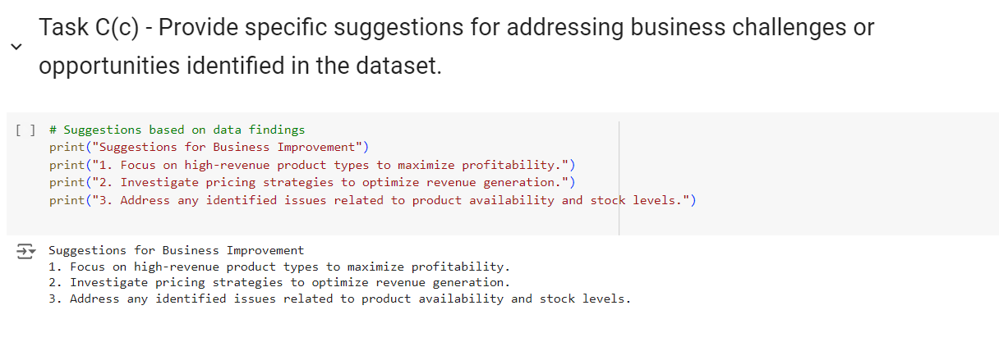 Task C(c) - Provide specific suggestions for addressing business challenges or
opportunities identified in the dataset.
[ ] # Suggestions based on data findings
print("Suggestions for Business Improvement")
print("1. Focus on high-revenue product types to maximize profitability.")
print("2. Investigate pricing strategies to optimize revenue generation.")
print("3. Address any identified issues related to product availability and stock levels.")
Suggestions for Business Improvement
1. Focus on high-revenue product types to maximize profitability.
2. Investigate pricing strategies to optimize revenue generation.
3. Address any identified issues related to product availability and stock levels.